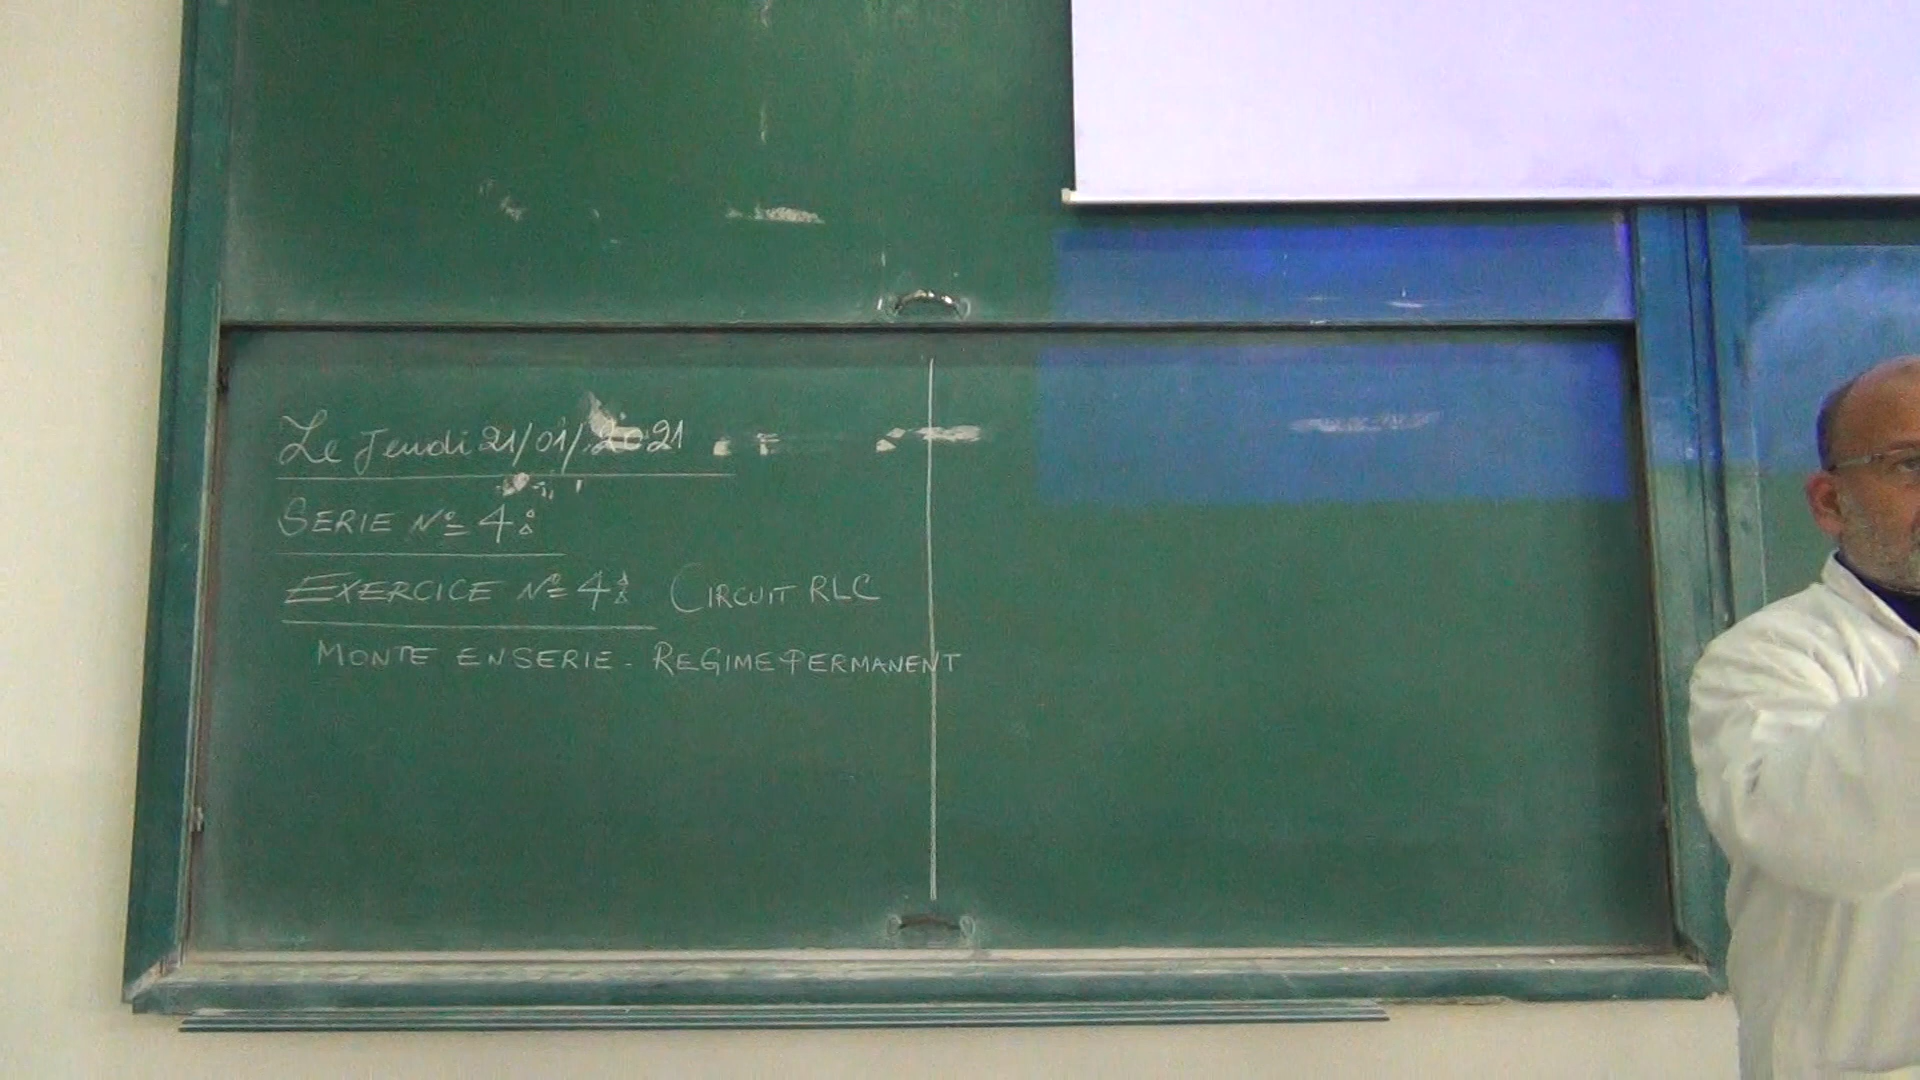 Le Jeudi 21/01/2021
SERIE N° 4:
EXERCICE N° 4: CIRCUIT RLC
MONTE EN SERIE - REGIME PERMANENT